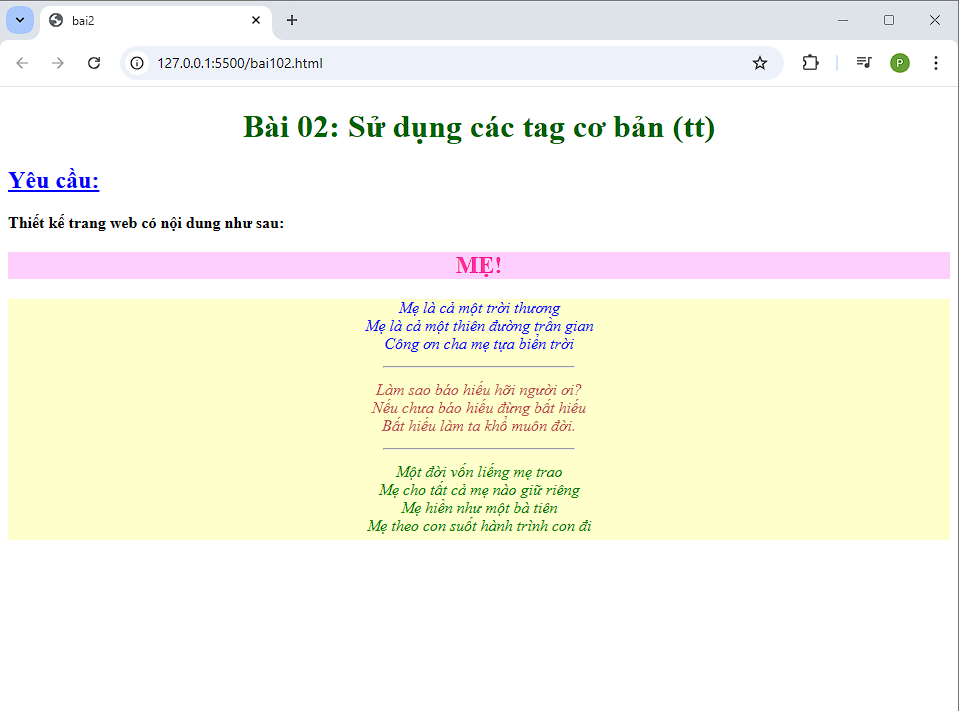 bai2
127.0.0.1:5500/bai102.html
P
Bài 02: Sử dụng các tag cơ bản (tt)
Yêu cầu:
Thiết kế trang web có nội dung như sau:
MẸ!
Mẹ là cả một trời thương
Mẹ là cả một thiên đường trần gian
Công ơn cha mẹ tựa biển trời
Làm sao báo hiếu hỡi người ơi?
Nếu chưa báo hiếu đừng bất hiếu
Bất hiếu làm ta khổ muôn đời.
Một đời vốn liếng mẹ trao
Mẹ cho tất cả mẹ nào giữ riêng
Mẹ hiền như một bà tiên
Mẹ theo con suốt hành trình con đi